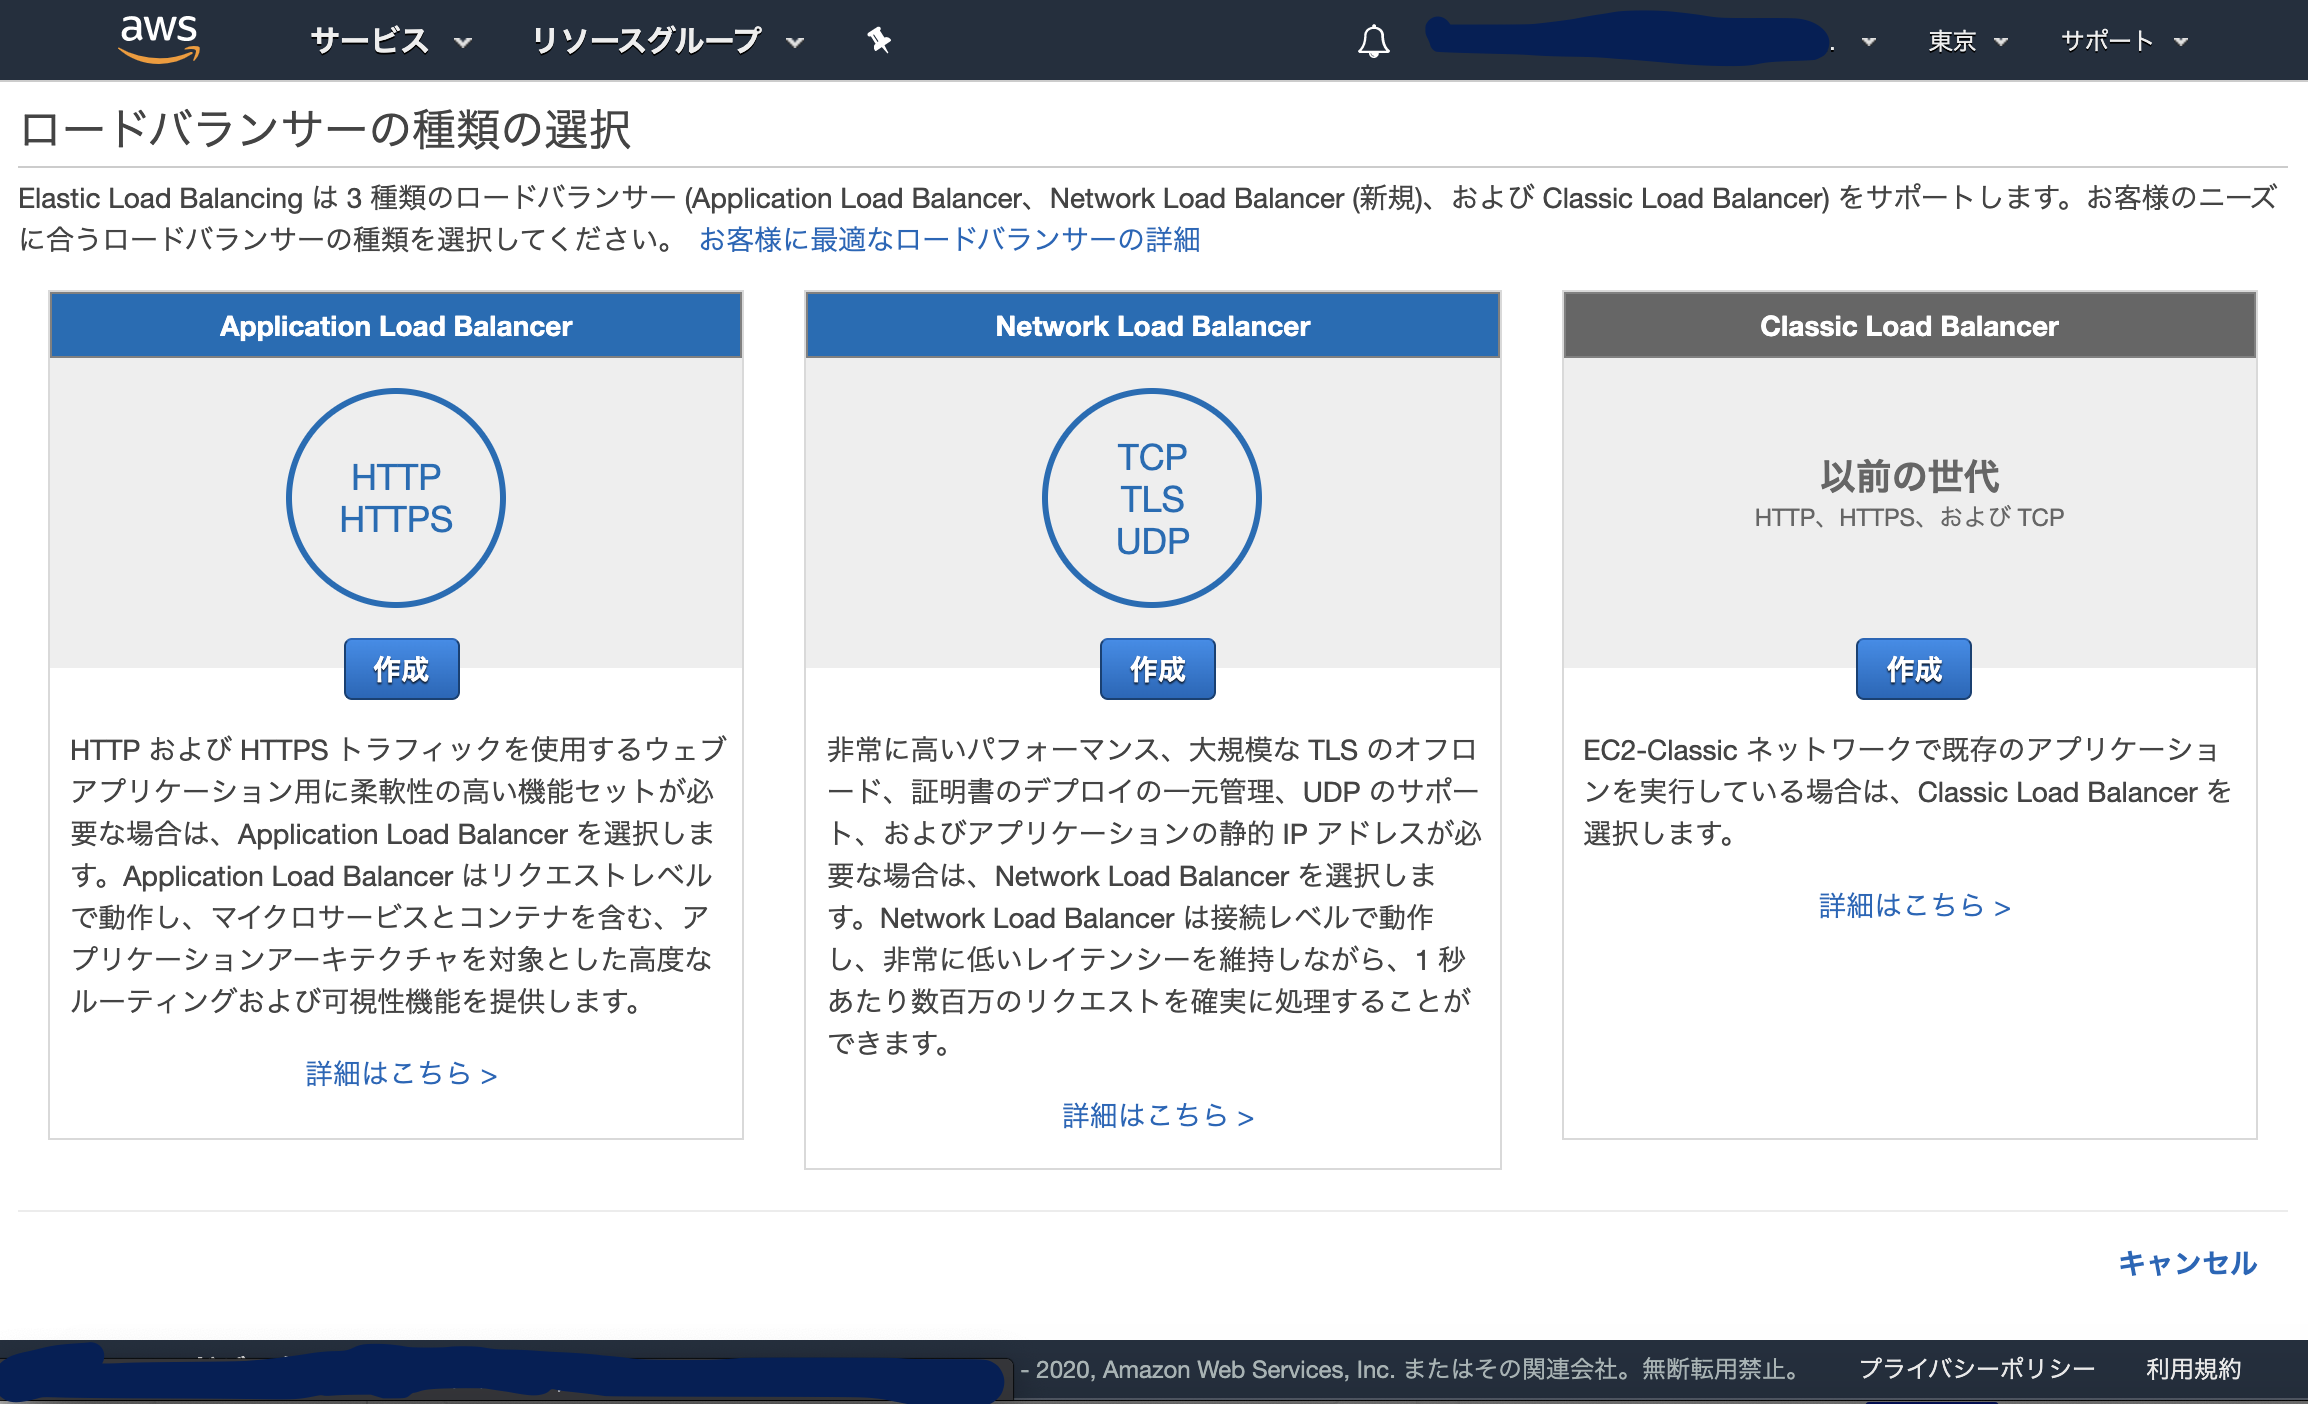 aws
サービス
リソースグループ
東京
サポート
ロードバランサーの種類の選択
Elastic Load Balancing は 3 種類のロードバランサー (Application Load Balancer、Network Load Balancer (新規)、および Classic Load Balancer) をサポートします。お客様のニーズ
に合うロードバランサーの種類を選択してください。 お客様に最適なロードバランサーの詳細
Application Load Balancer
HTTP
HTTPS
作成
HTTP および HTTPS トラフィックを使用するウェブ
アプリケーション用に柔軟性の高い機能セットが必
要な場合は、Application Load Balancer を選択しま
す。Application Load Balancer はリクエストレベル
で動作し、マイクロサービスとコンテナを含む、ア
プリケーションアーキテクチャを対象とした高度な
ルーティングおよび可視性機能を提供します。
詳細はこちら >
Network Load Balancer
TCP
TLS
UDP
作成
非常に高いパフォーマンス、大規模な TLS のオフロ
ード、証明書のデプロイの一元管理、UDP のサポー
ト、およびアプリケーションの静的 IP アドレスが必
要な場合は、Network Load Balancer を選択しま
す。Network Load Balancer は接続レベルで動作
し、非常に低いレイテンシーを維持しながら、1 秒
あたり数百万のリクエストを確実に処理することが
できます。
詳細はこちら >
Classic Load Balancer
以前の世代
HTTP、HTTPS、および TCP
作成
EC2-Classic ネットワークで既存のアプリケーショ
ンを実行している場合は、Classic Load Balancer を
選択します。
詳細はこちら >
キャンセル
- 2020, Amazon Web Services, Inc. またはその関連会社。無断転用禁止。
プライバシーポリシー
利用規約